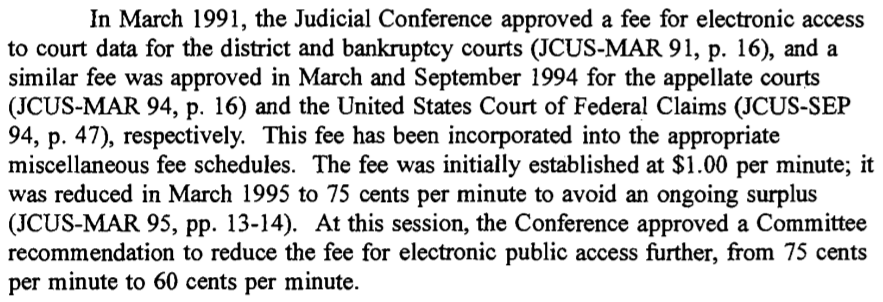 In March 1991, the Judicial Conference approved a fee for electronic access
to court data for the district and bankruptcy courts (JCUS-MAR 91, p. 16), and a
similar fee was approved in March and September 1994 for the appellate courts
(JCUS-MAR 94, p. 16) and the United States Court of Federal Claims (JCUS-SEP
94, p. 47), respectively.  This fee has been incorporated into the appropriate
miscellaneous fee schedules.  The fee was initially established at $1.00 per minute; it
was reduced in March 1995 to 75 cents per minute to avoid an ongoing surplus
(JCUS-MAR 95, pp. 13-14).  At this session, the Conference approved a Committee
recommendation to reduce the fee for electronic public access further, from 75 cents
per minute to 60 cents per minute.